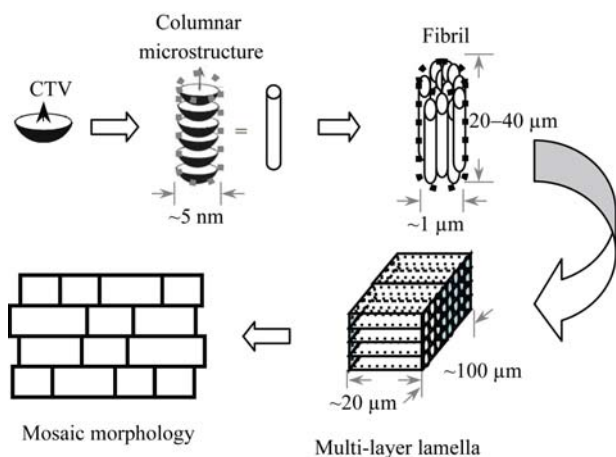 Columnar
microstructure
Fibril
CTV
=
20–40 μm
~5 nm
~1 μm
~100 μm
~20 μm
Mosaic morphology
Multi-layer lamella